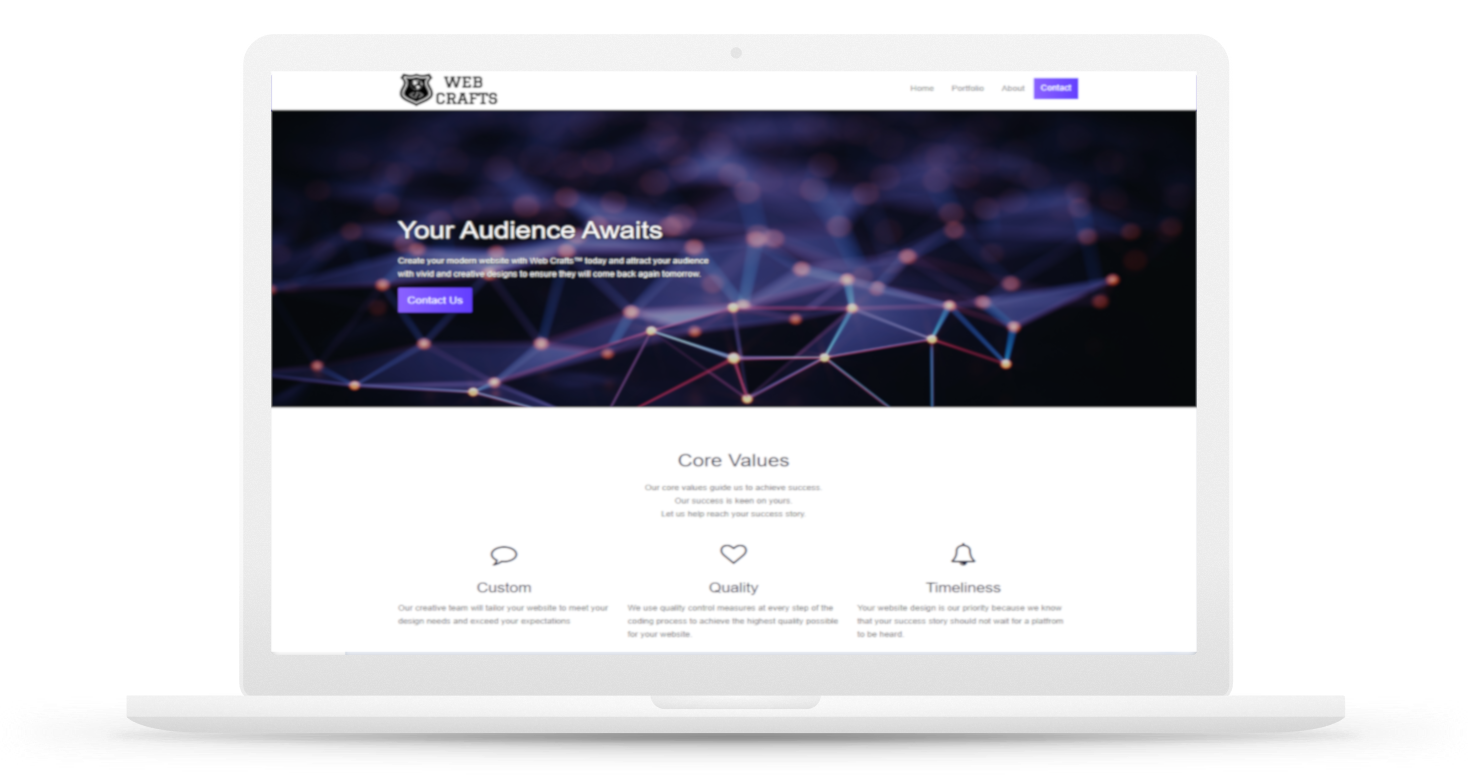 WEB
CRAFTS
Home Portfolio About Contact
Your Audience Awaits
Create your modern website with Web Crafts™ today and attract your audience
with vivid and creative designs to ensure they will come back again tomorrow.
Contact Us
Core Values
Our core values guide us to achieve success.
Our success is keen on yours.
Let us help reach your success story.
Custom
Our creative team will tailor your website to meet your
design needs and exceed your expectations
Quality
We use quality control measures at every step of the
coding process to achieve the highest quality possible
for your website.
Timeliness
Your website design is our priority because we know
that your success story should not wait for a platfrom
to be heard.